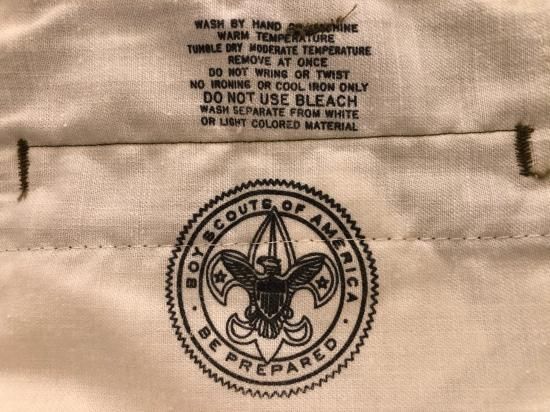 WASH BY HAND
WARM TEMPERATURE
TUMBLE DRY MODERATE TEMPERATURE
REMOVE AT ONCE
DO NOT WRING OR TWIST
NO IRONING OR COOL IRON ONLY
DO NOT USE BLEACH
WASH SEPARATE FROM WHITE
OR LIGHT COLORED MATERIAL
BOY SCOUTS OF AMERICA
BE PREPARED